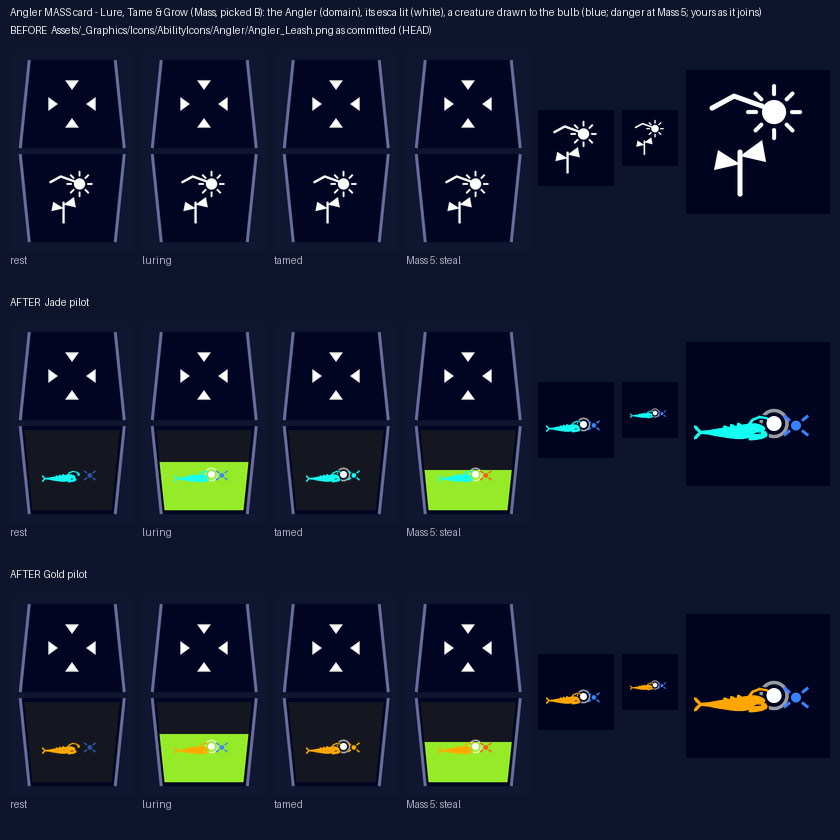 Angler MASS card - Lure, Tame & Grow (Mass, picked B): the Angler (domain), its esca lit (white), a creature drawn to the bulb (blue; danger at Mass 5; yours as it joins)
BEFORE Assets/_Graphics/Icons/AbilityIcons/Angler/Angler_Leash.png as committed (HEAD)
rest luring tamed Mass 5: steal
AFTER Jade pilot
rest luring tamed Mass 5: steal
AFTER Gold pilot
rest luring tamed Mass 5: steal